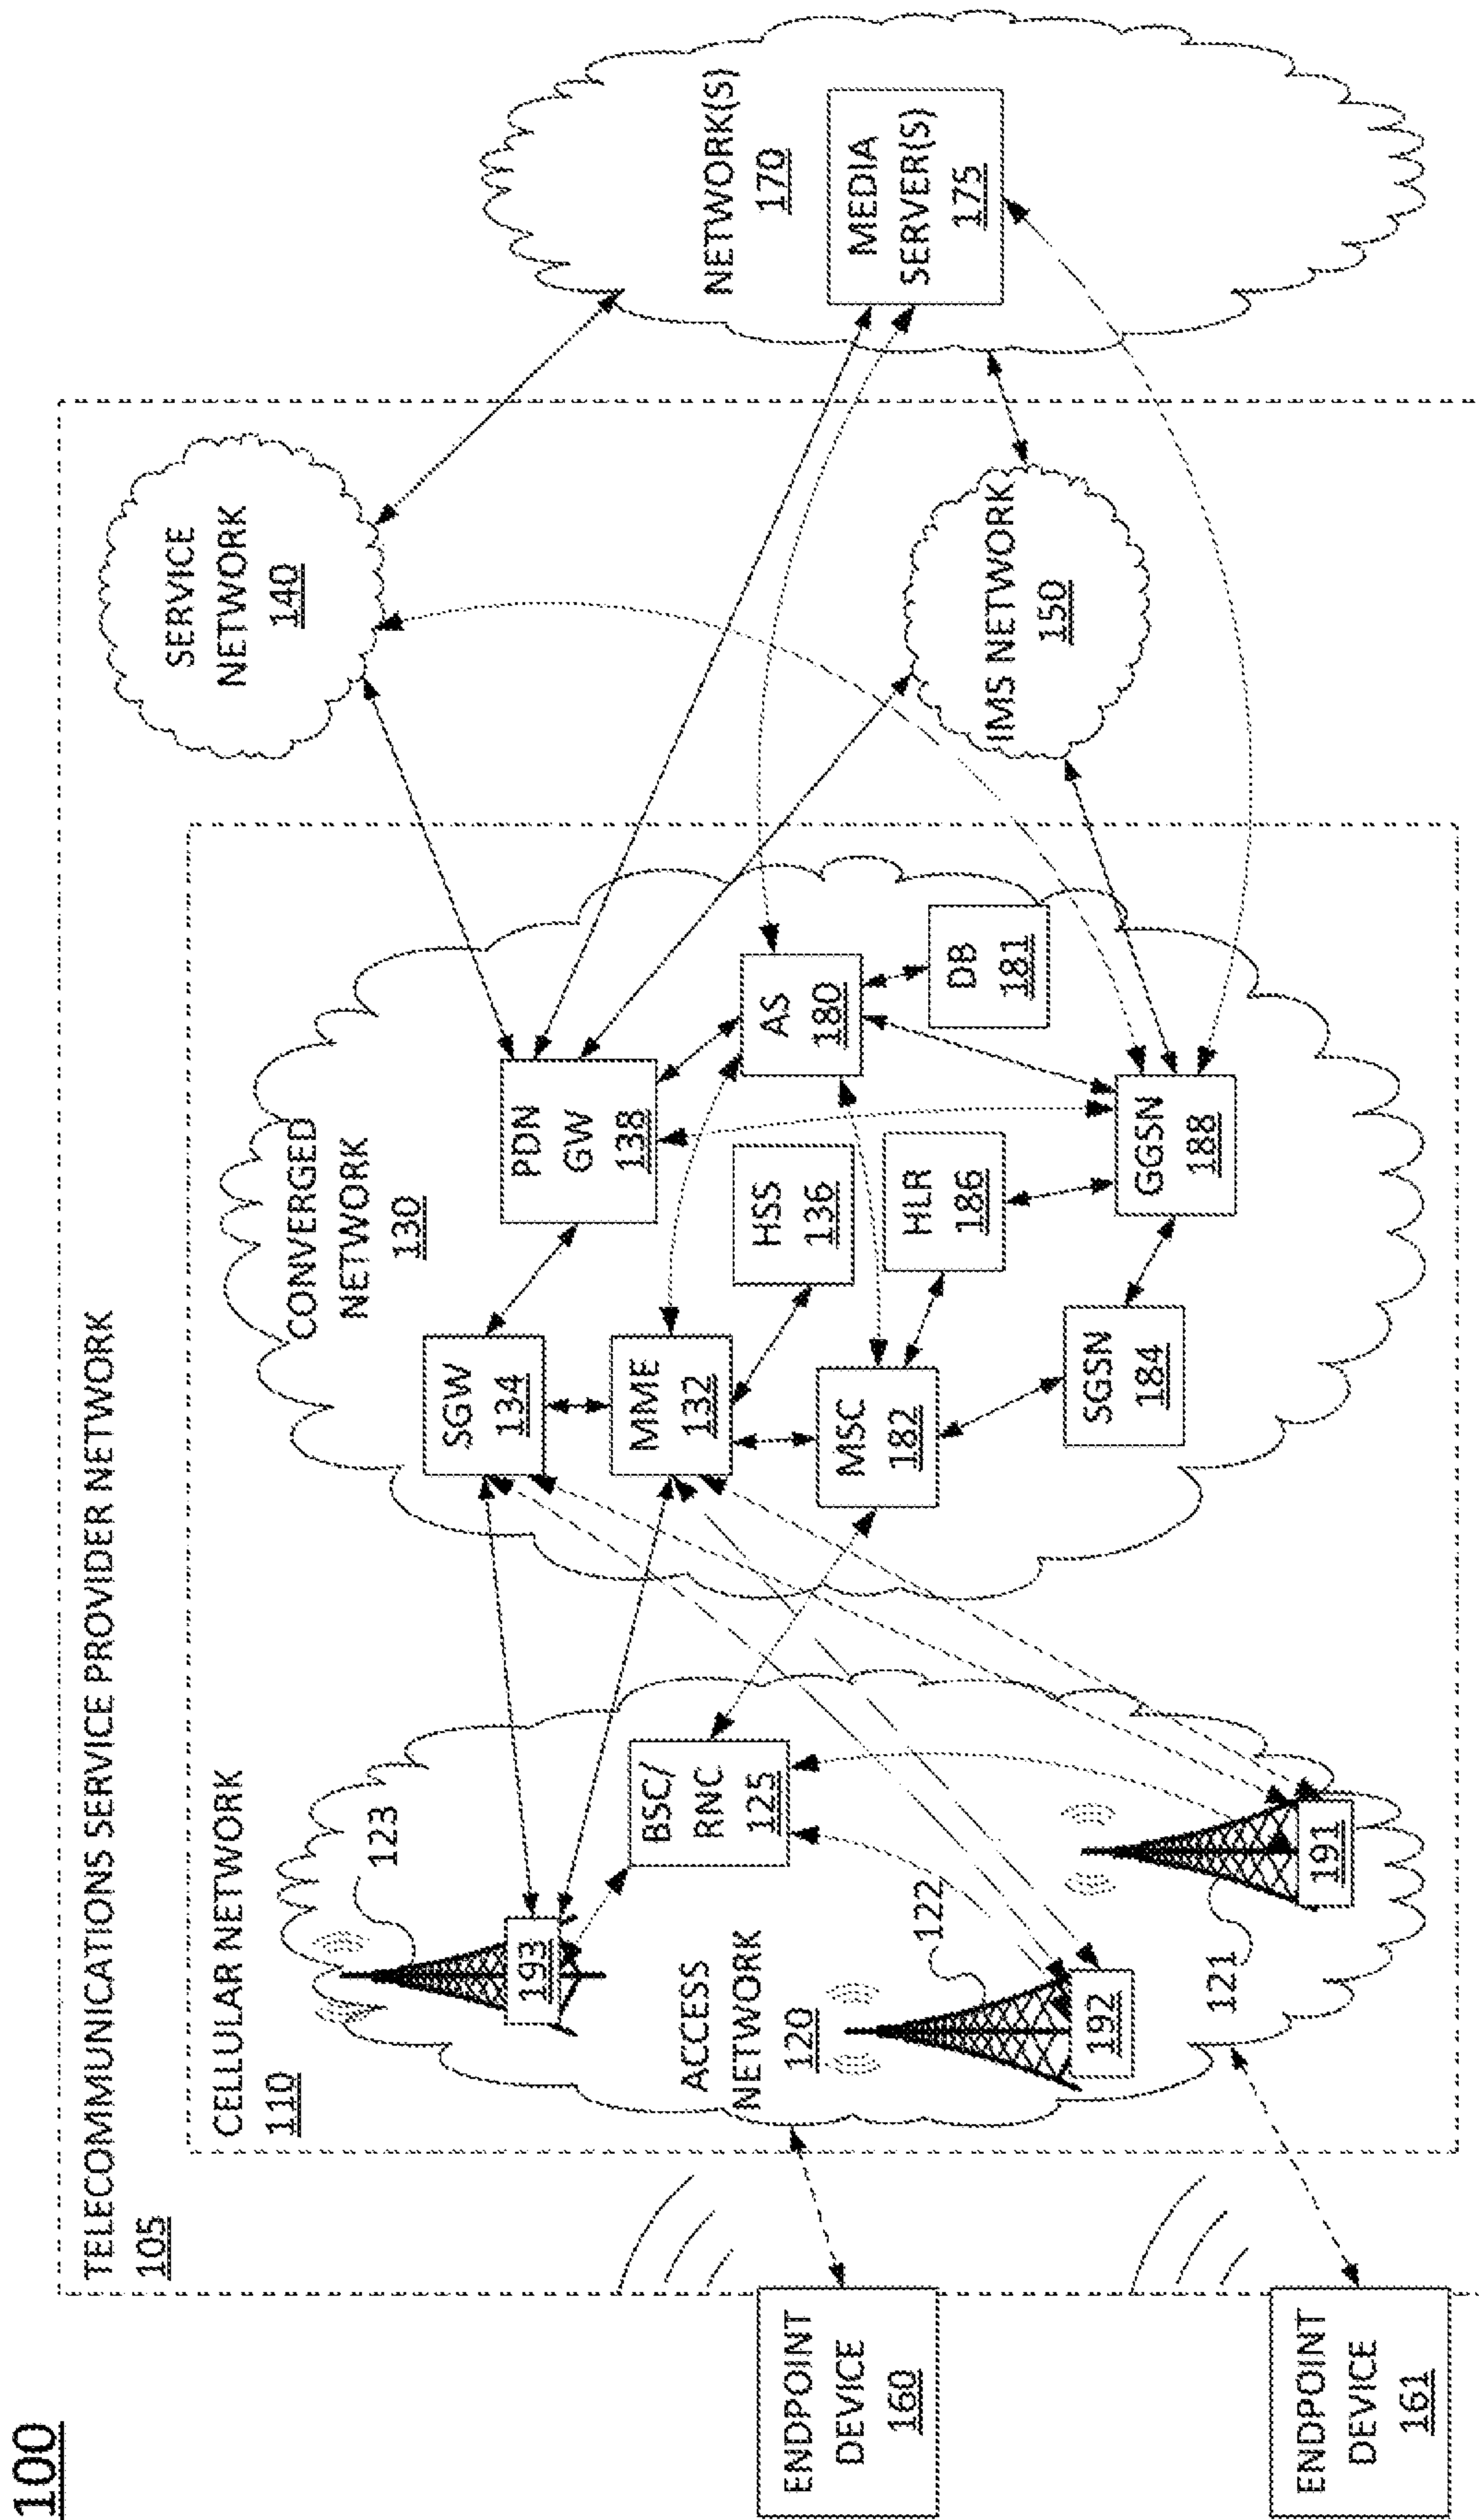 100
TELECOMMUNICATIONS SERVICE PROVIDER NETWORK
105
CELLULAR NETWORK
110
ENDPOINT
DEVICE
160
ENDPOINT
DEVICE
161
ACCESS
NETWORK
120
123
193
BSC/
RNC
125
122
192
121
191
CONVERGED
NETWORK
130
SGW
134
MME
132
MSC
182
SGSN
184
PDN
GW
138
HSS
136
HLR
186
GGSN
188
AS
180
DB
181
SERVICE
NETWORK
140
IMS NETWORK
150
NETWORK(S)
170
MEDIA
SERVER(S)
175